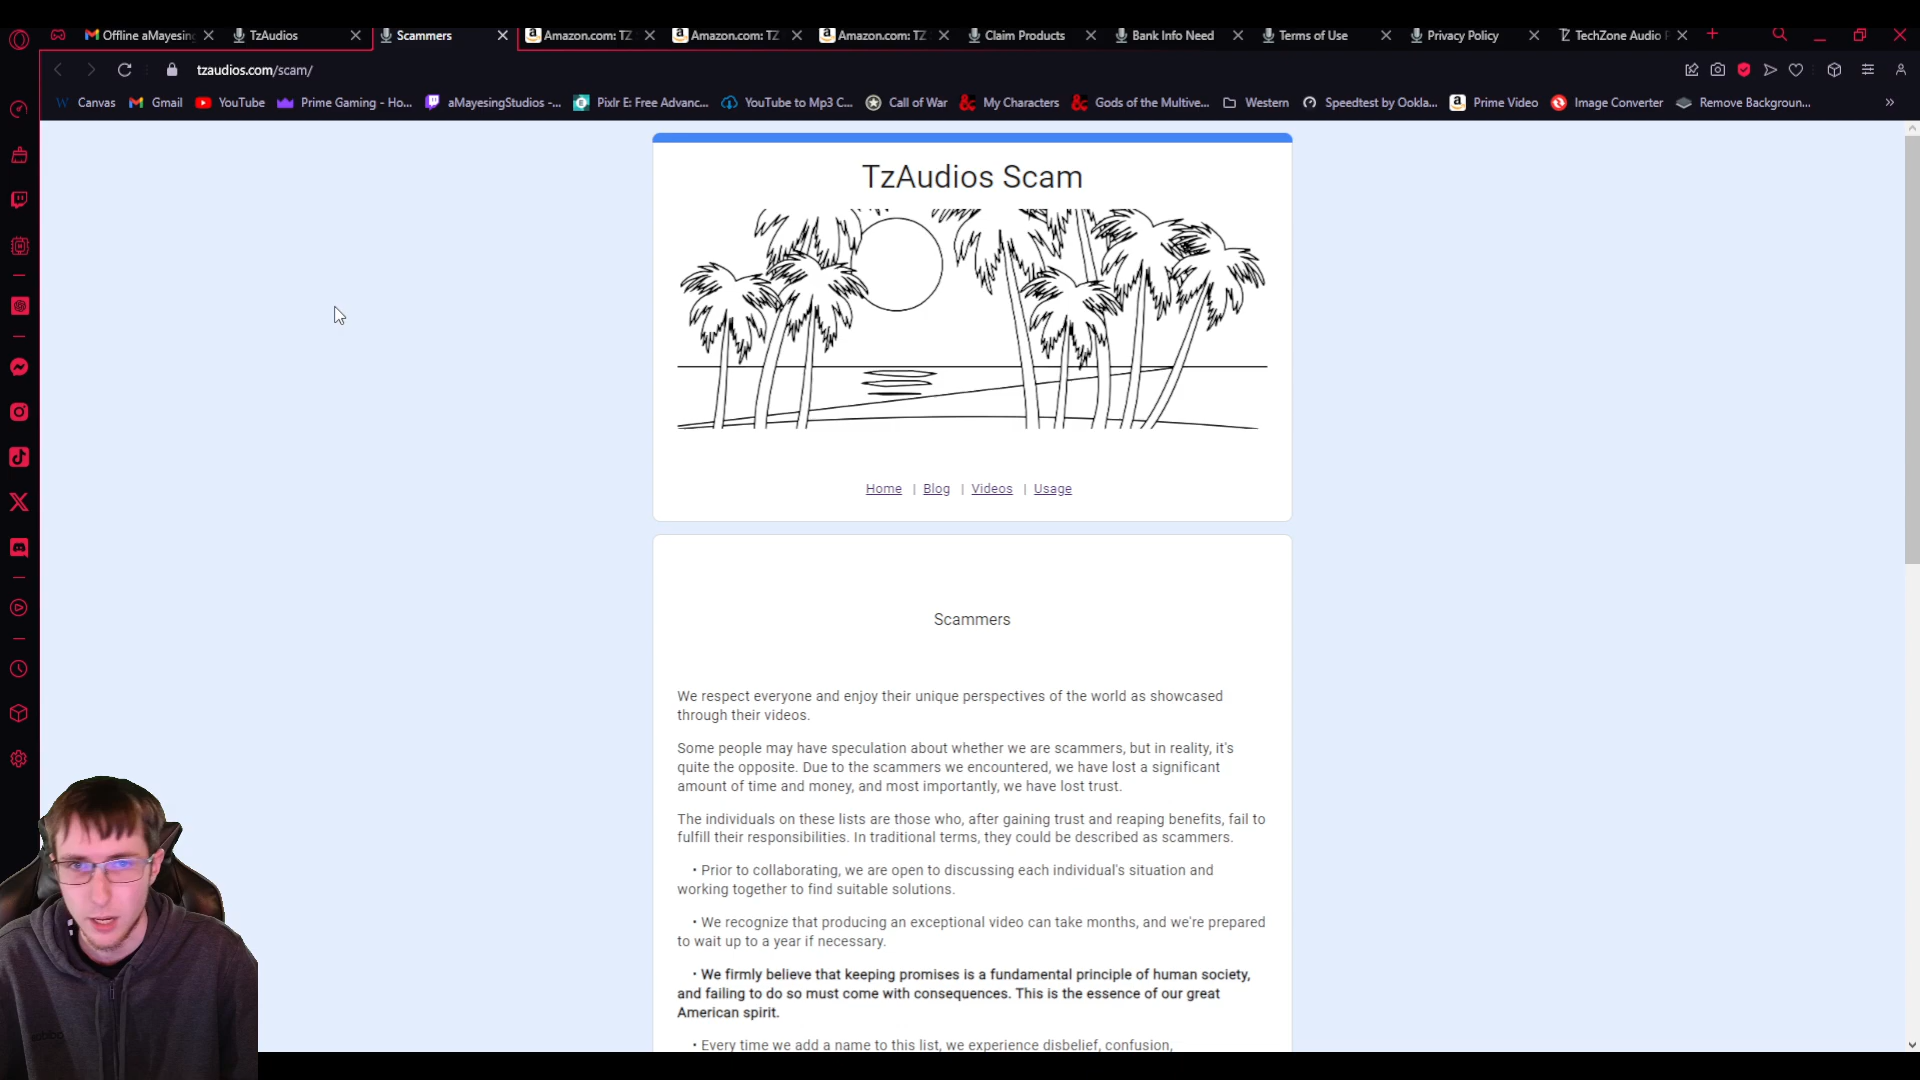 Offline aMayesing
TzAudios
Scammers
Amazon.com: TZ
Amazon.com: TZ
Amazon.com: TZ
Claim Products
Bank Info Need
Terms of Use
Privacy Policy
TechZone Audio
tzaudios.com/scam/
Canvas
Gmail
YouTube
Prime Gaming - Ho...
aMayesingStudios -...
Pixlr E: Free Advanc...
YouTube to Mp3 C...
Call of War
My Characters
Gods of the Multive...
Western
Speedtest by Ookla...
Prime Video
Image Converter
Remove Backgroun...
TzAudios Scam
Home | Blog | Videos | Usage
Scammers
We respect everyone and enjoy their unique perspectives of the world as showcased
through their videos.
Some people may have speculation about whether we are scammers, but in reality, it's
quite the opposite. Due to the scammers we encountered, we have lost a significant
amount of time and money, and most importantly, we have lost trust.
The individuals on these lists are those who, after gaining trust and reaping benefits, fail to
fulfill their responsibilities. In traditional terms, they could be described as scammers.
• Prior to collaborating, we are open to discussing each individual's situation and
working together to find suitable solutions.
• We recognize that producing an exceptional video can take months, and we're prepared
to wait up to a year if necessary.
• We firmly believe that keeping promises is a fundamental principle of human society,
and failing to do so must come with consequences. This is the essence of our great
American spirit.
• Every time we add a name to this list, we experience disbelief, confusion,